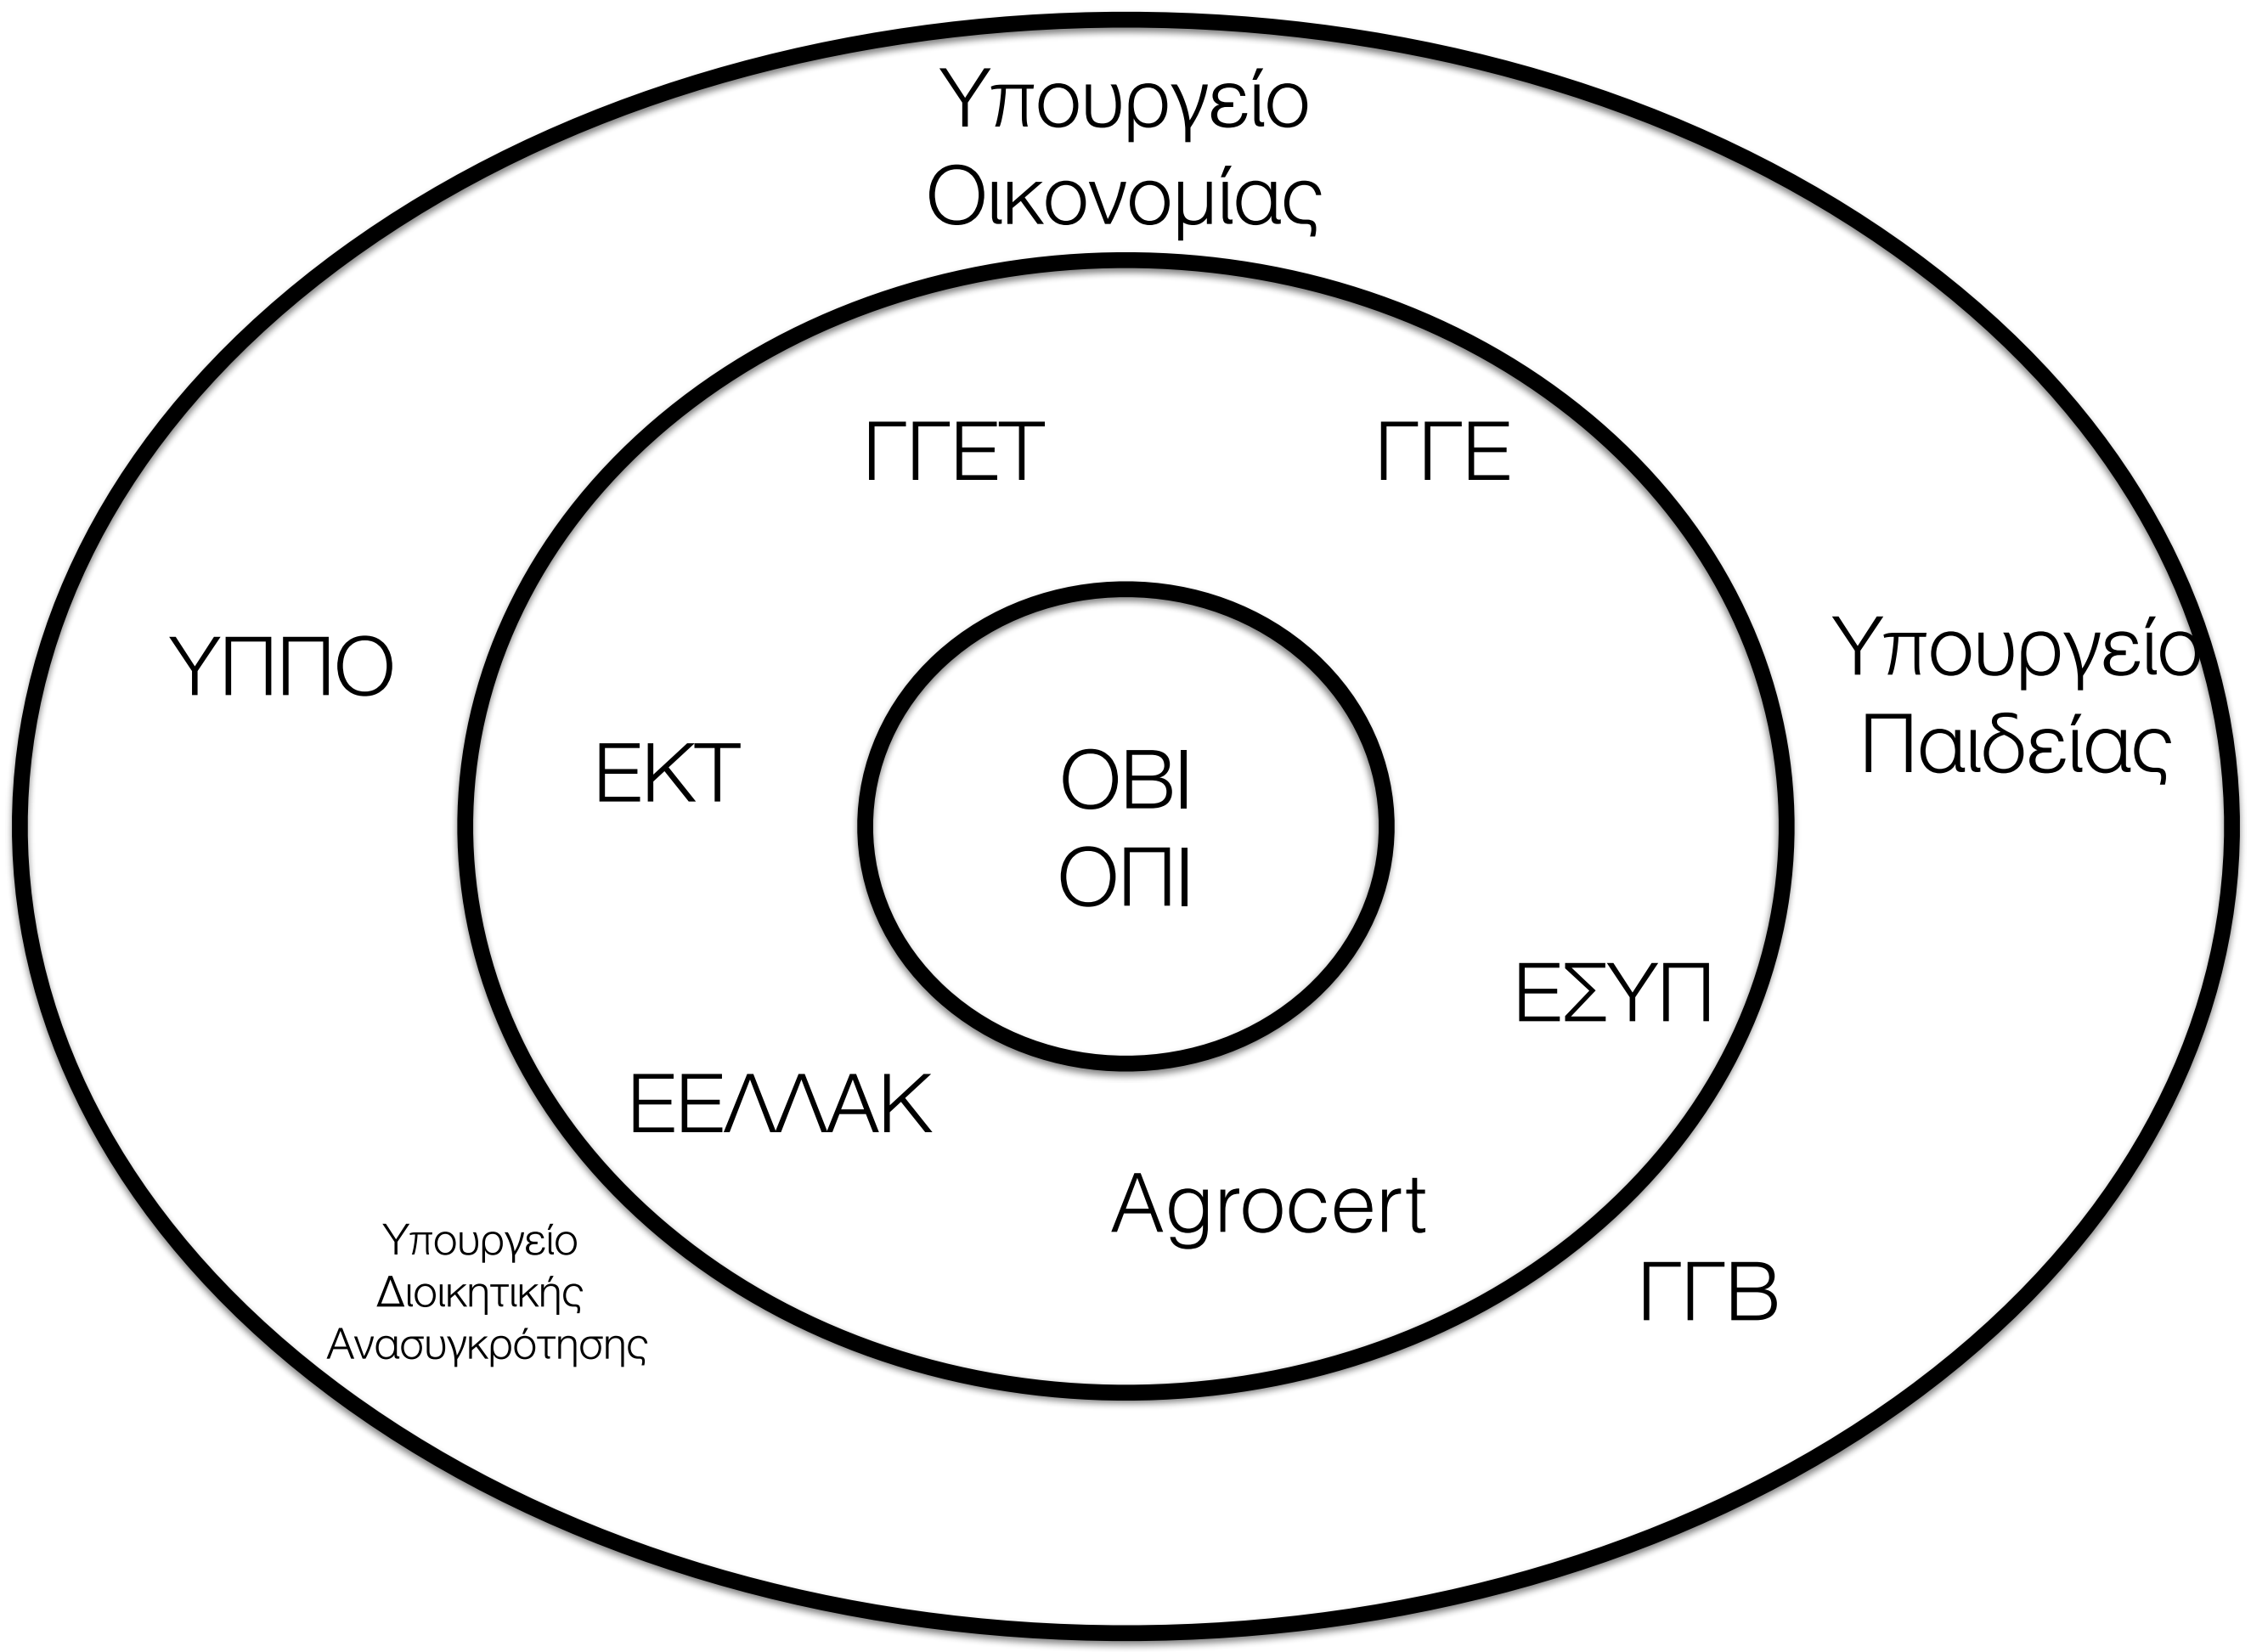 Υπουργείο
Οικονομίας
ΓΓΕΤ
ΓΓΕ
ΥΠΠΟ
Υπουργείο
Παιδείας
ΕΚΤ
ΟΒΙ
ΟΠΙ
ΕΣΥΠ
ΕΕΛΛΑΚ
Agrocert
Υπουργείο
Διοικητικής
Ανασυγκρότησης
ΓΓΒ